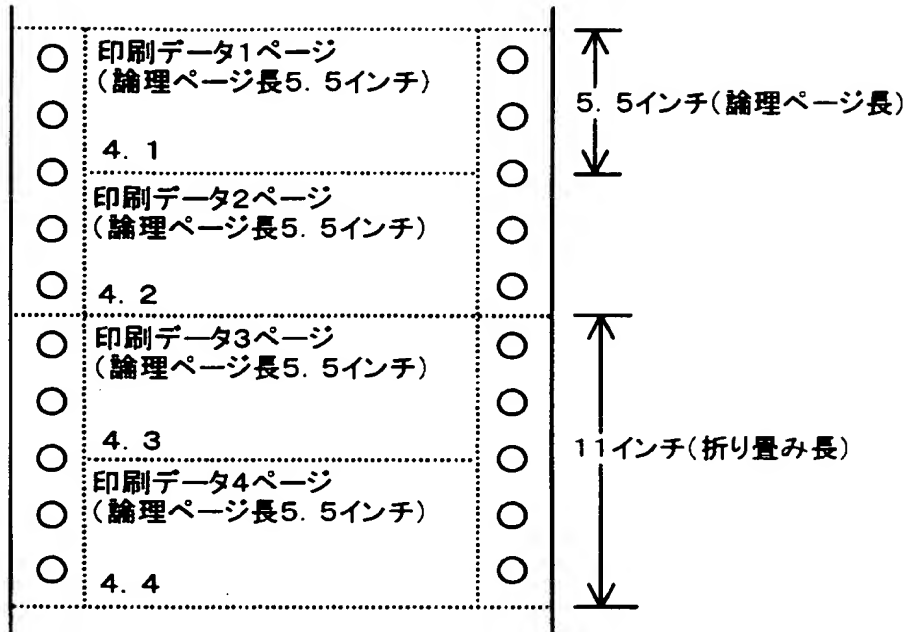 印刷データ1ページ
(論理ページ長5. 5インチ)
4. 1
印刷データ2ページ
(論理ページ長5. 5インチ)
4. 2
印刷データ3ページ
(論理ページ長5. 5インチ)
4. 3
印刷データ4ページ
(論理ページ長5. 5インチ)
4. 4
5. 5インチ(論理ページ長)
11インチ(折り畳み長)